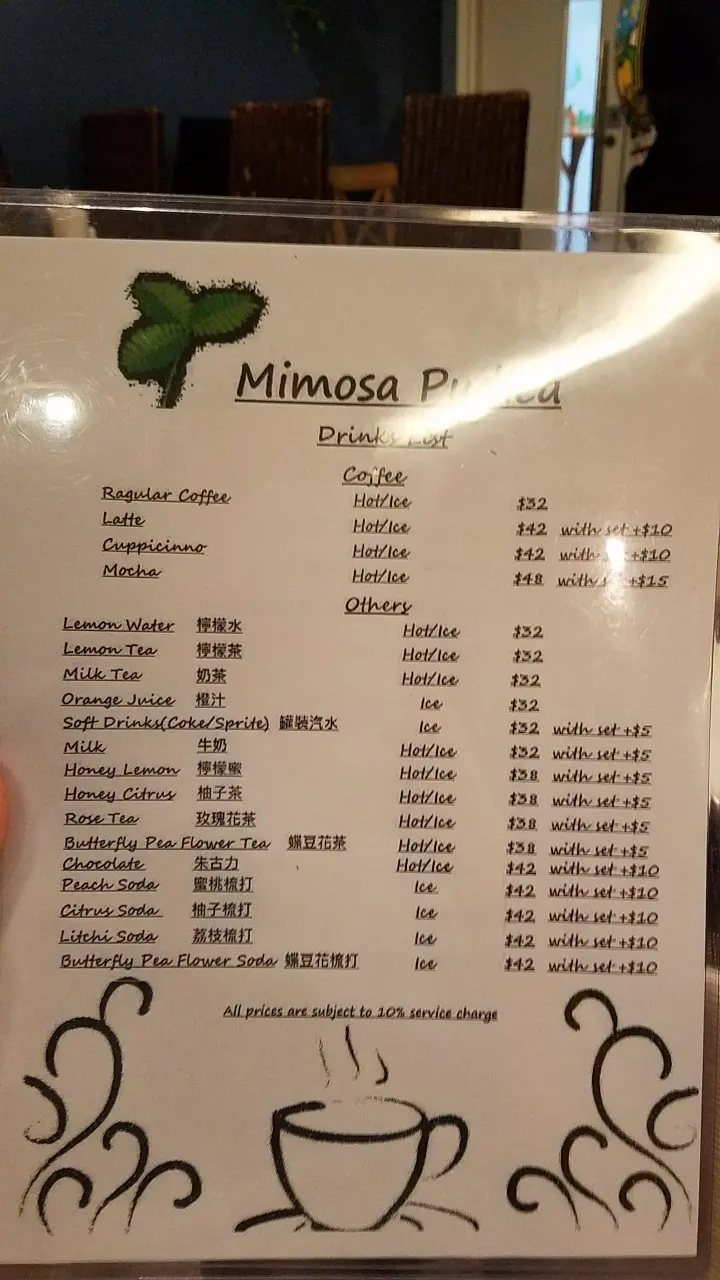 Mimosa
Drinks List
Coffee
Ragular Coffee Hot/Ice $32
Latte Hot/Ice $42 with set +$10
Cuppicinno Hot/Ice $42 with set +$10
Mocha Hot/Ice $48 with set +$15
Others
Lemon Water 檸檬水 Hot/Ice $32
Lemon Tea 檸檬茶 Hot/Ice $32
Milk Tea 奶茶 Hot/Ice $32
Orange Juice 橙汁 Ice $32
Soft Drinks(Coke/Sprite) 罐裝汽水 Ice $32 with set +$5
Milk 牛奶 Hot/Ice $32 with set +$5
Honey Lemon 檸檬蜜 Hot/Ice $38 with set +$5
Honey Citrus 柚子茶 Hot/Ice $38 with set +$5
Rose Tea 玫瑰花茶 Hot/Ice $38 with set +$5
Butterfly Pea Flower Tea 蝶豆花茶 Hot/Ice $38 with set +$5
Chocolate 朱古力 Hot/Ice $42 with set +$10
Peach Soda 蜜桃梳打 Ice $42 with set +$10
Citrus Soda 柚子梳打 Ice $42 with set +$10
Litchi Soda 荔枝梳打 Ice $42 with set +$10
Butterfly Pea Flower Soda 蝶豆花梳打 Ice $42 with set +$10
All prices are subject to 10% service charge